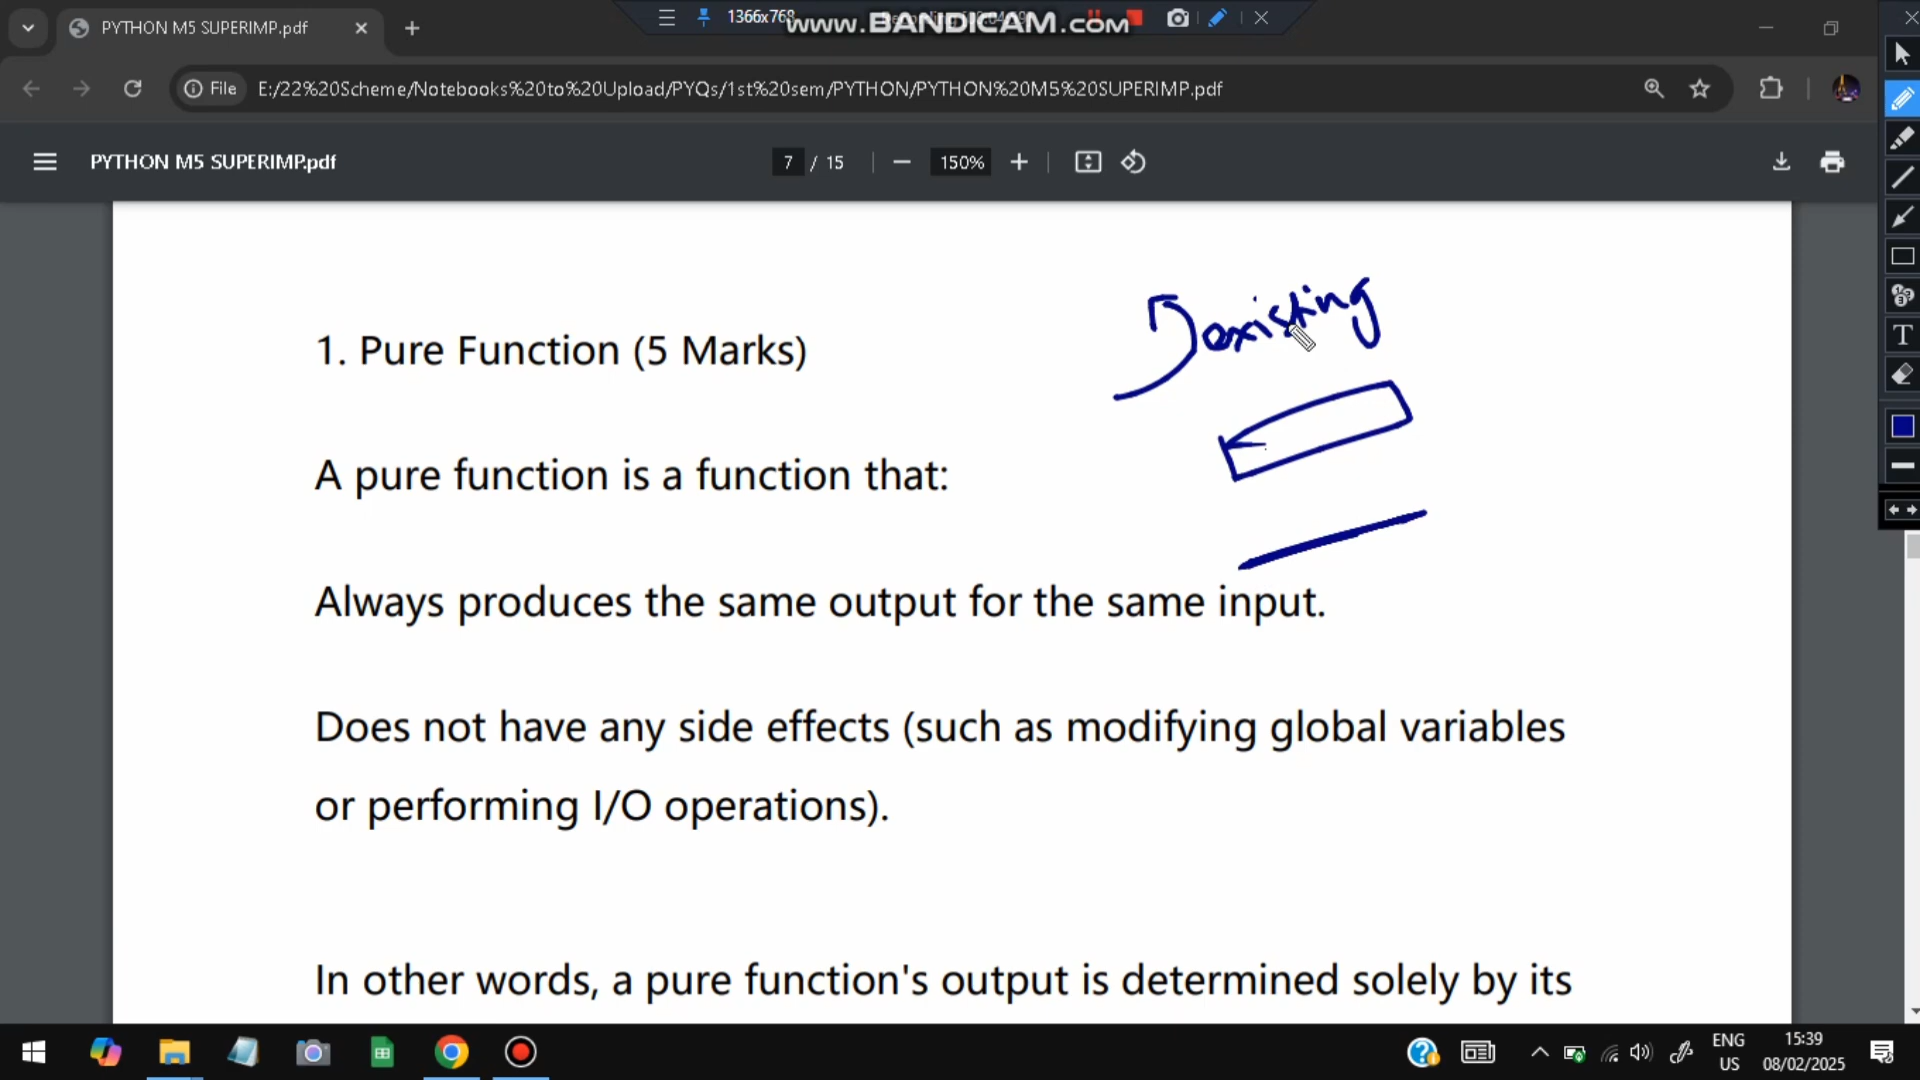 PYTHON M5 SUPERIMP.pdf
1366x768
www.BANDICAM.com
File
E:/22%20Scheme/Notebooks%20to%20Upload/PYQs/1st%20sem/PYTHON/PYTHON%20M5%20SUPERIMP.pdf
PYTHON M5 SUPERIMP.pdf
7 / 15
150%
existing
1. Pure Function (5 Marks)
A pure function is a function that:
Always produces the same output for the same input.
Does not have any side effects (such as modifying global variables
or performing I/O operations).
In other words, a pure function's output is determined solely by its
ENG
US
15:39
08/02/2025